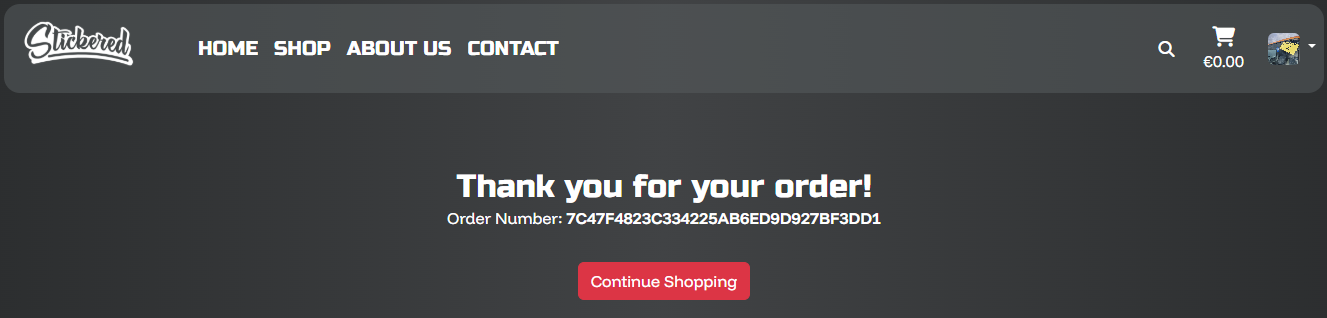 Stickered
HOME SHOP ABOUT US CONTACT
€0.00
Thank you for your order!
Order Number: 7C47F4823C334225AB6ED9D927BF3DD1
Continue Shopping